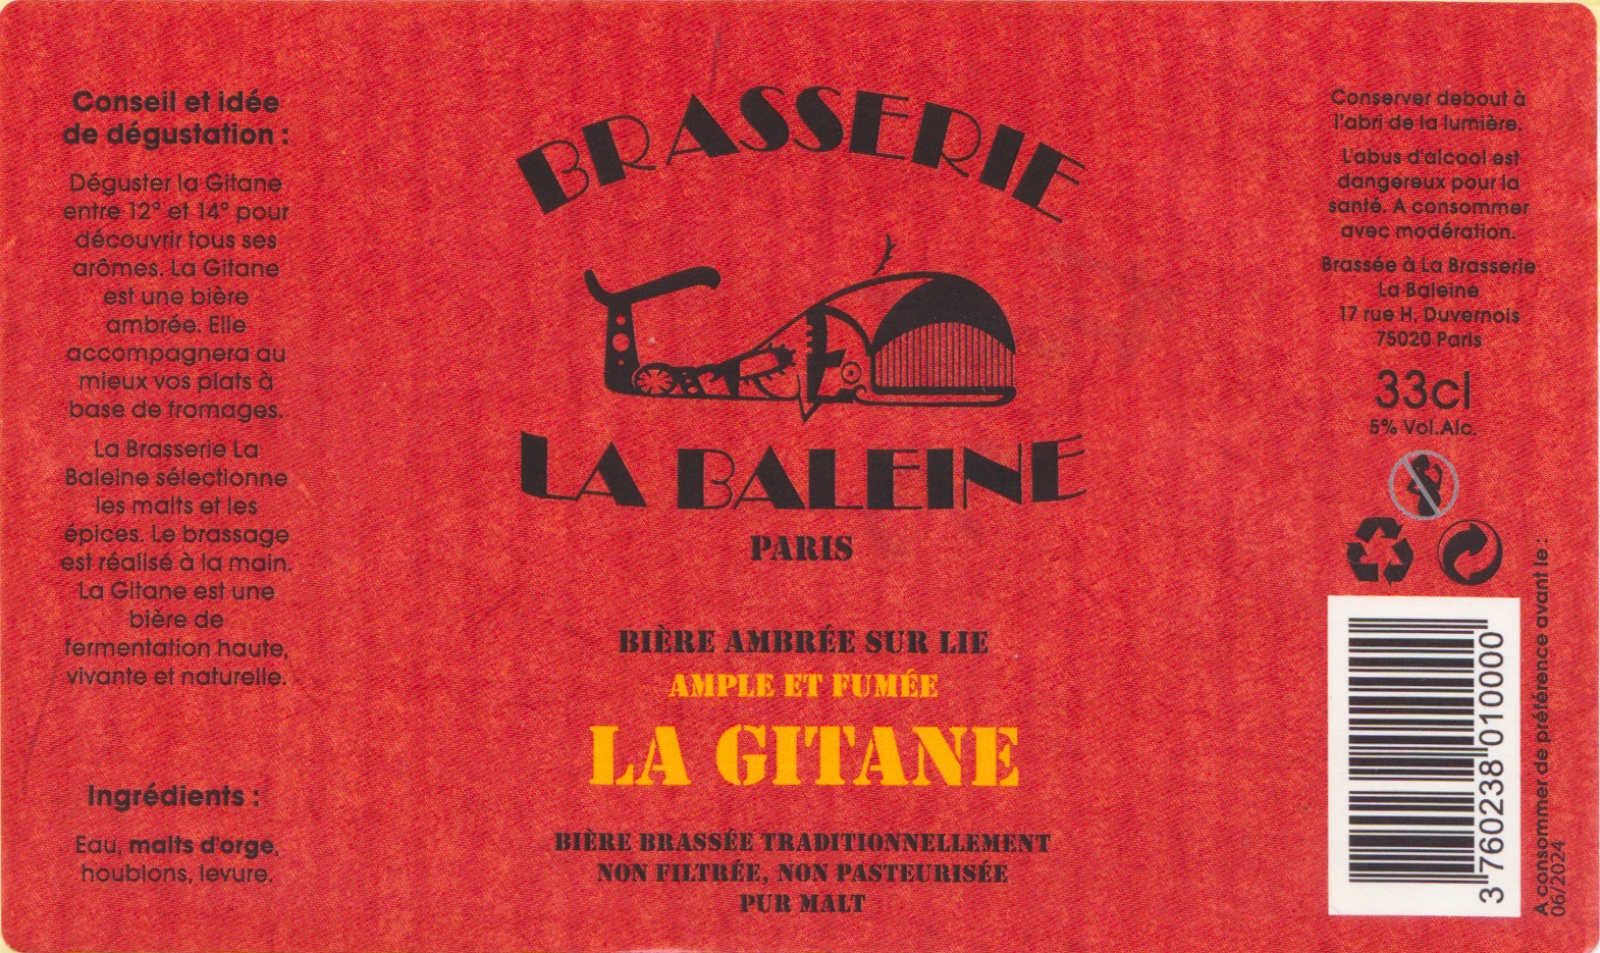 Conseil et idée
de dégustation :
Déguster la Gitane
entre 12° et 14° pour
découvrir tous ses
arômes. La Gitane
est une bière
ambrée. Elle
accompagnera au
mieux vos plats à
base de fromages.
La Brasserie La
Baleine sélectionne
les malts et les
épices. Le brassage
est réalisé à la main.
La Gitane est une
bière de
fermentation haute,
vivante et naturelle.
Ingrédients :
Eau, malts d'orge,
houblons, levure.
BRASSERIE
LA BALEINE
PARIS
BIÈRE AMBRÉE SUR LIE
AMPLE ET FUMÉE
LA GITANE
BIÈRE BRASSÉE TRADITIONNELLEMENT
NON FILTRÉE, NON PASTEURISÉE
PUR MALT
Conserver debout à
l'abri de la lumière.
L'abus d'alcool est
dangereux pour la
santé. A consommer
avec modération.
Brassée à La Brasserie
La Baleine
17 rue H. Duvernois
75020 Paris
33cl
5% Vol.Alc.
3 760238 010000
A consommer de préférence avant le :
06/2024